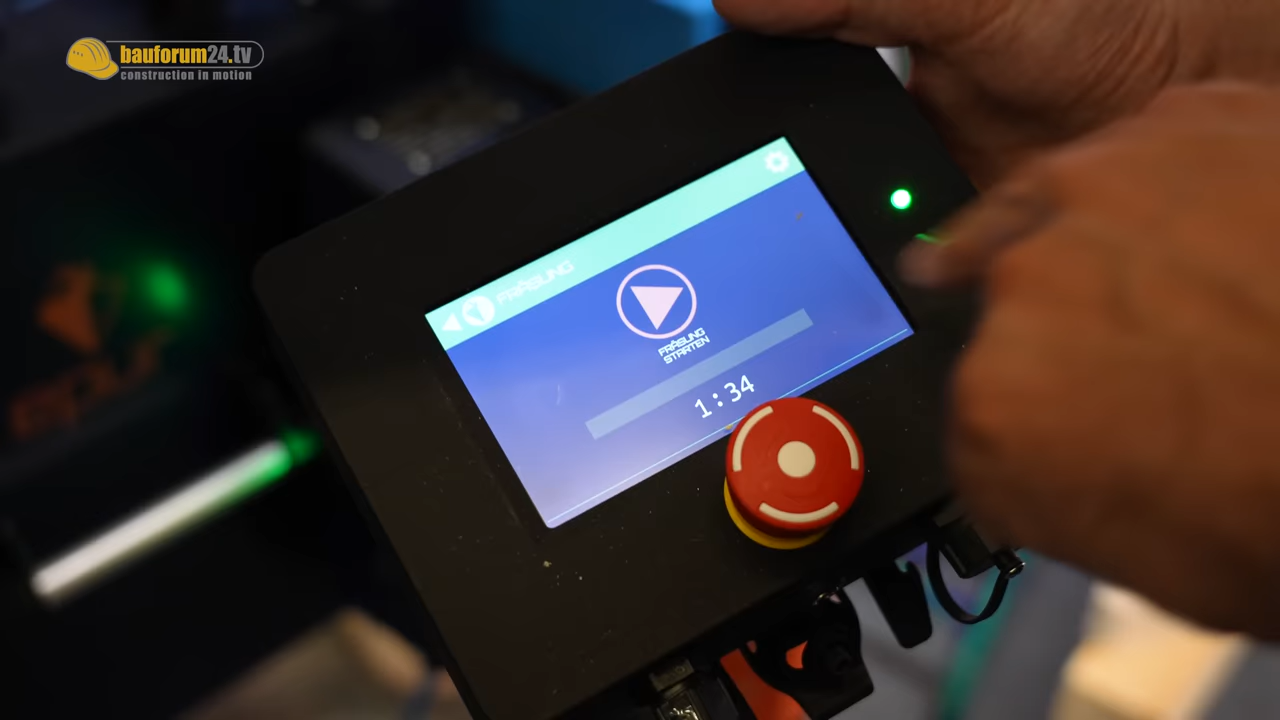 bauforum24.tv
construction in motion
FRÄSUNG
FRÄSUNG
STARTEN
1:34